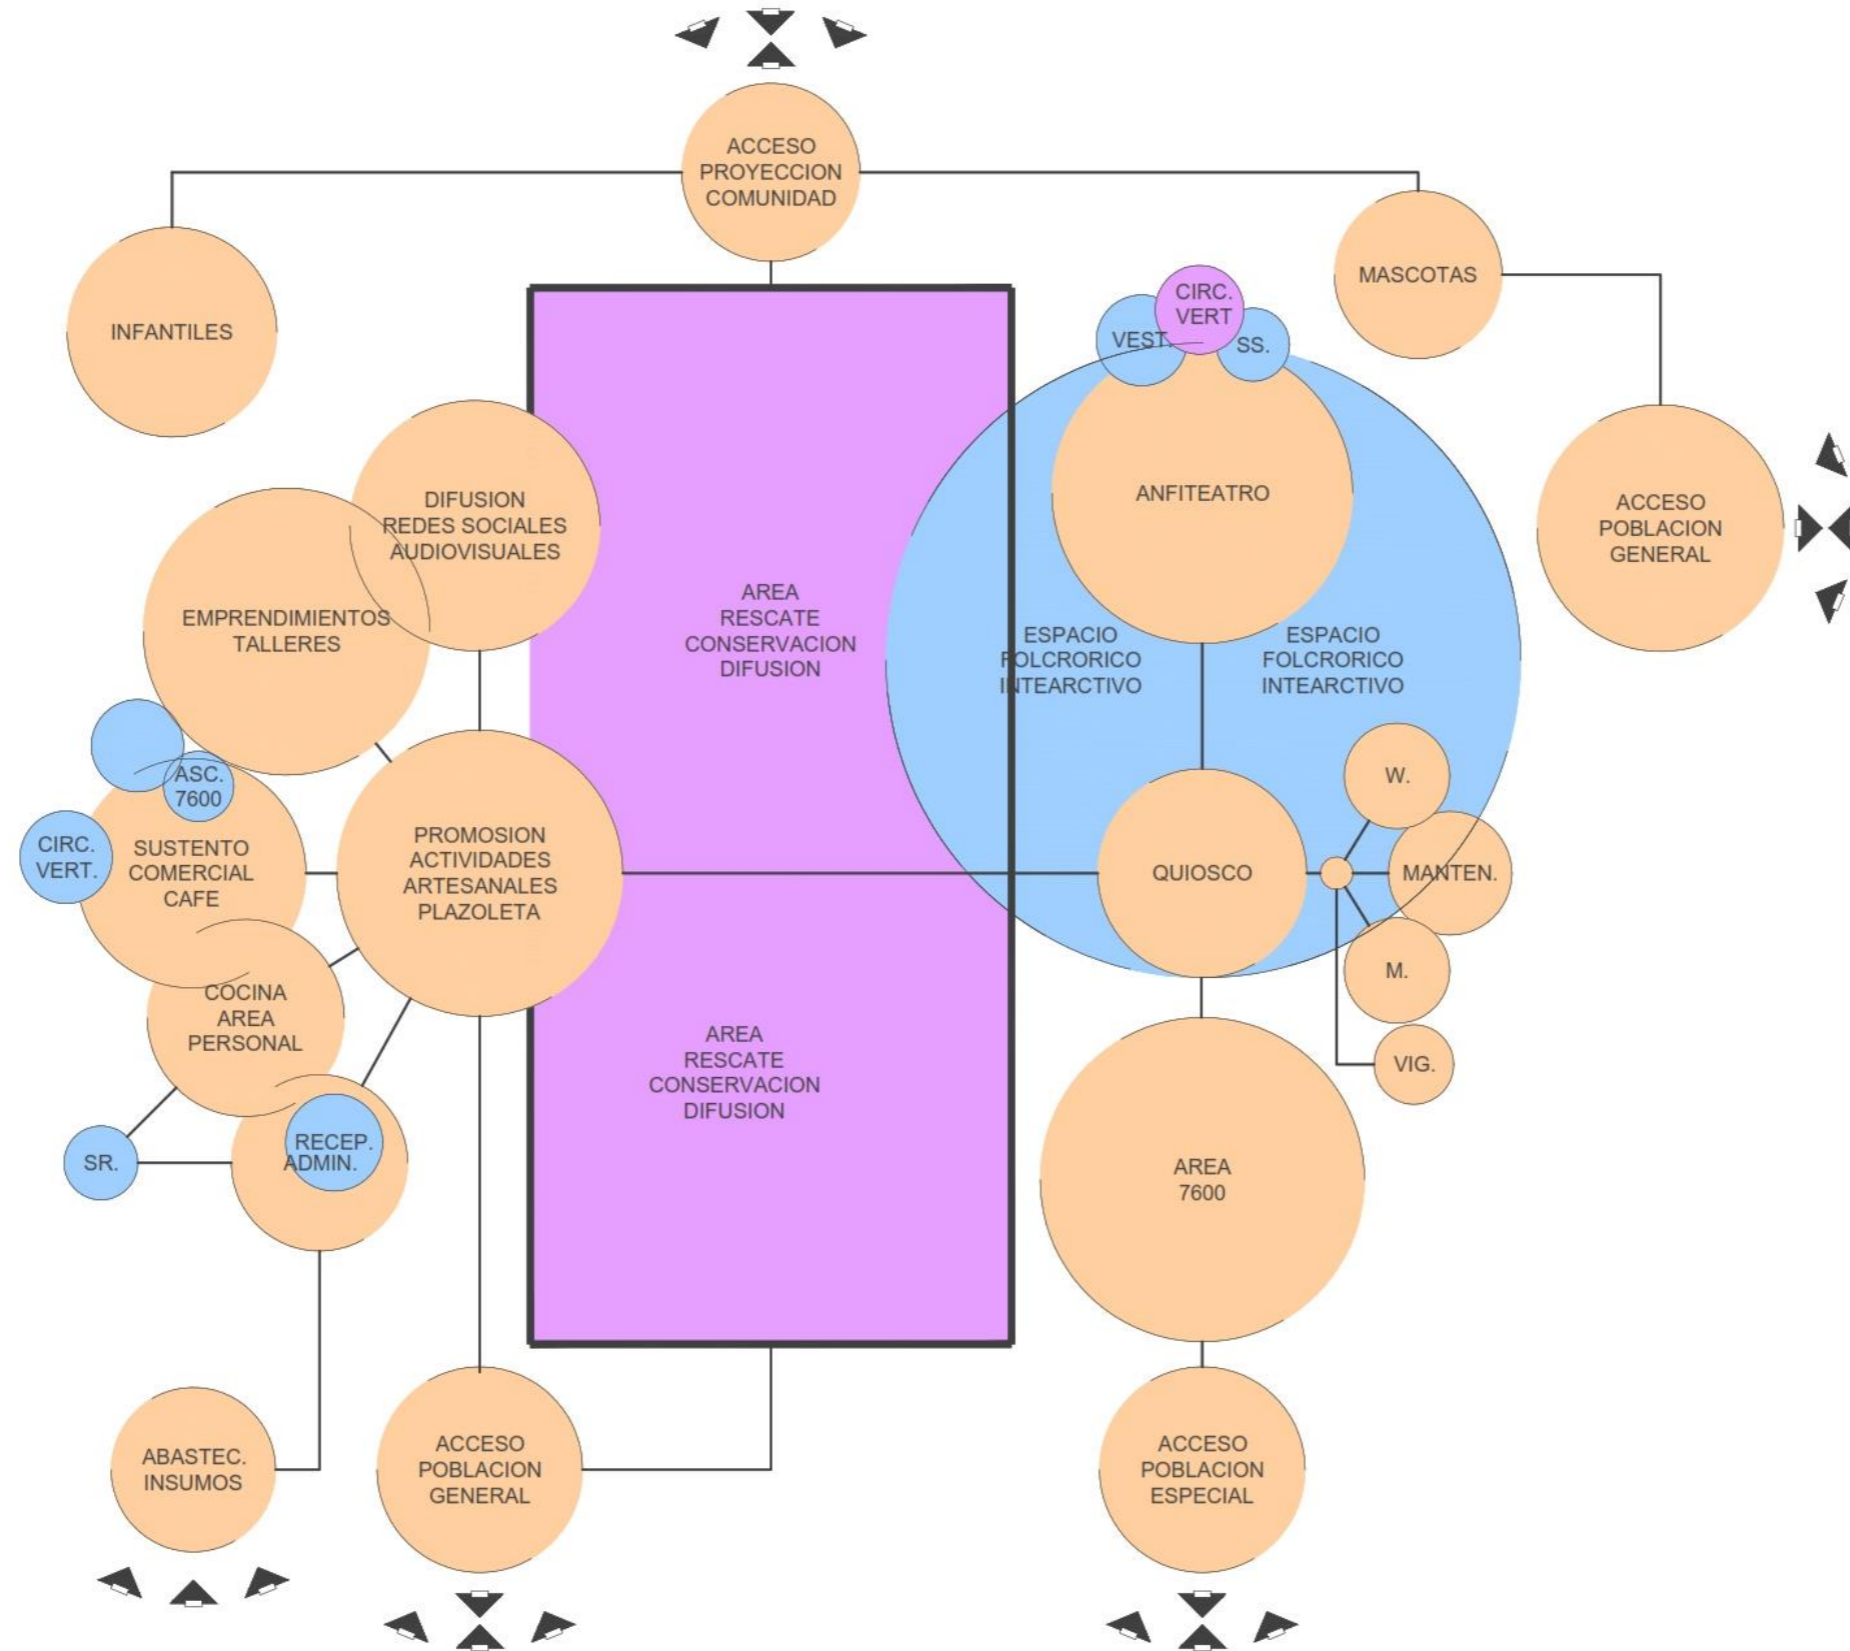 ACCESO
PROYECCION
COMUNIDAD
INFANTILES
MASCOTAS
CIRC.
VERT
VEST.
SS.
ANFITEATRO
ACCESO
POBLACION
GENERAL
DIFUSION
REDES SOCIALES
AUDIOVISUALES
EMPRENDIMIENTOS
TALLERES
AREA
RESCATE
CONSERVACION
DIFUSION
ESPACIO
FOLCRORICO
INTEARCTIVO
ESPACIO
FOLCRORICO
INTEARCTIVO
ASC.
7600
CIRC.
VERT.
SUSTENTO
COMERCIAL
CAFE
PROMOSION
ACTIVIDADES
ARTESANALES
PLAZOLETA
QUIOSCO
W.
MANTEN.
M.
VIG.
COCINA
AREA
PERSONAL
AREA
RESCATE
CONSERVACION
DIFUSION
SR.
RECEP.
ADMIN.
AREA
7600
ABASTEC.
INSUMOS
ACCESO
POBLACION
GENERAL
ACCESO
POBLACION
ESPECIAL